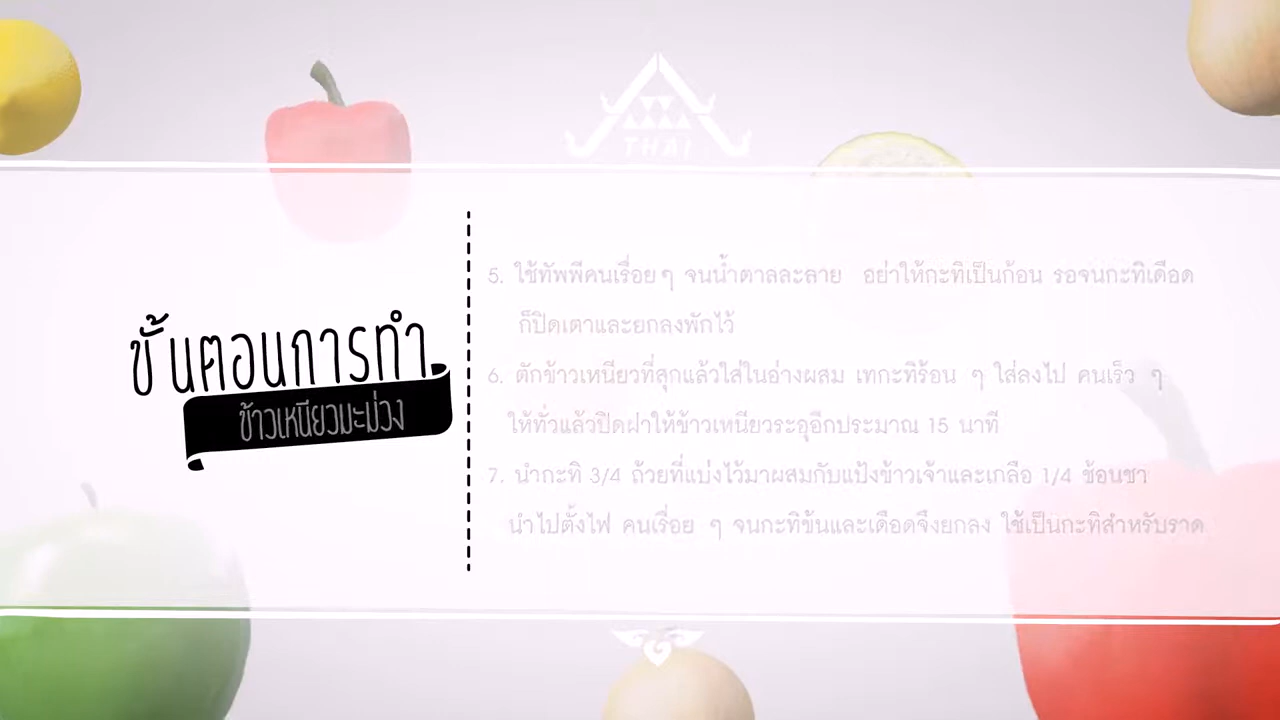 THAI
ขั้นตอนการทำ
ข้าวเหนียวมะม่วง
5. ใช้ทัพพีคนเรื่อยๆ จนน้ำตาลละลาย อย่าให้กะทิเป็นก้อน รอจนกะทิเดือด
ก็ปิดเตาและยกลงพักไว้
6. ตักข้าวเหนียวที่สุกแล้วใส่ในอ่างผสม เทกะทิร้อน ๆ ใส่ลงไป คนเร็ว ๆ
ให้ทั่วแล้วปิดฝาให้ข้าวเหนียวระอุอีกประมาณ 15 นาที
7. นำกะทิ 3/4 ถ้วยที่แบ่งไว้มาผสมกับแป้งข้าวเจ้าและเกลือ 1/4 ช้อนชา
นำไปตั้งไฟ คนเรื่อย ๆ จนกะทิข้นและเดือดจึงยกลง ใช้เป็นกะทิสำหรับราด